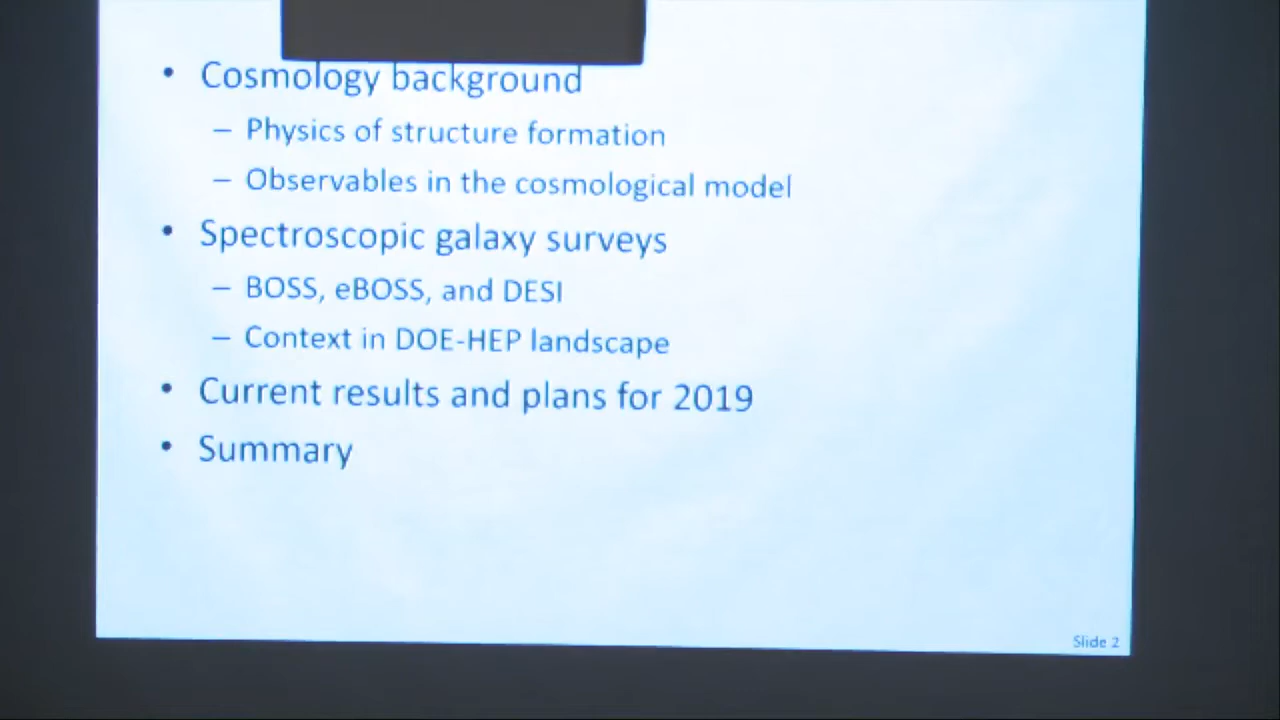 • Cosmology background
– Physics of structure formation
– Observables in the cosmological model
• Spectroscopic galaxy surveys
– BOSS, eBOSS, and DESI
– Context in DOE-HEP landscape
• Current results and plans for 2019
• Summary
Slide 2